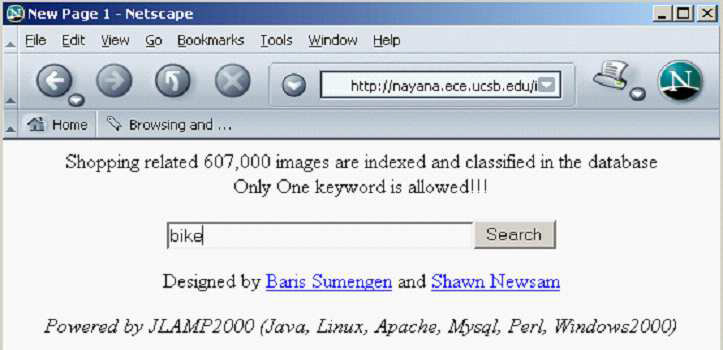 New Page 1 - Netscape
File Edit View Go Bookmarks Tools Window Help
http://nayana.ece.ucsb.edu/i
N
Home Browsing and ...
Shopping related 607,000 images are indexed and classified in the database
Only One keyword is allowed!!!
bike Search
Designed by Baris Sumengen and Shawn Newsam
Powered by JLAMP2000 (Java, Linux, Apache, Mysql, Perl, Windows2000)